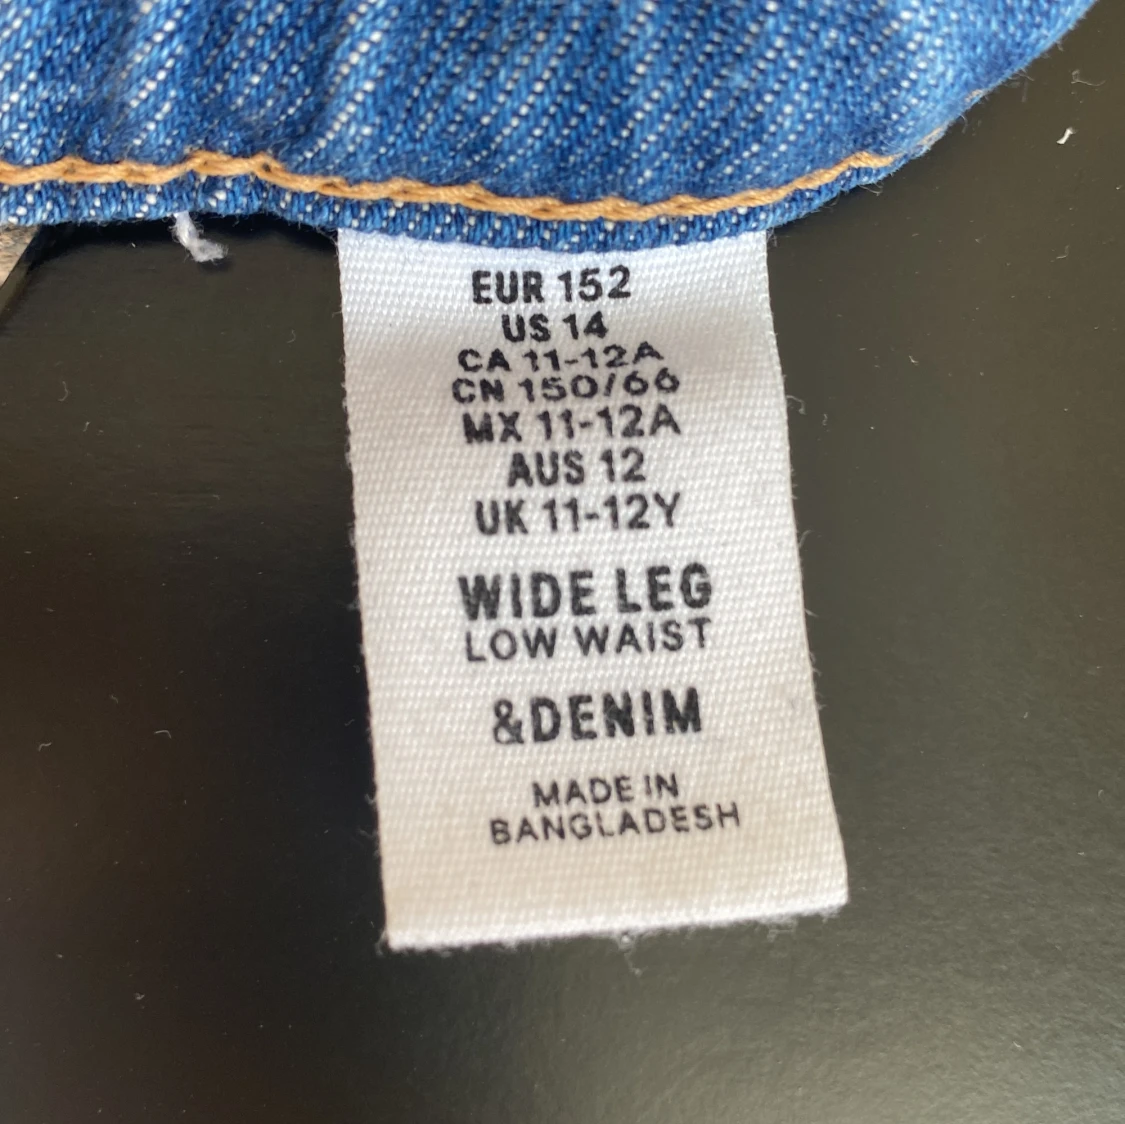 EUR 152
US 14
CA 11-12A
CN 150/66
MX 11-12A
AUS 12
UK 11-12Y
WIDE LEG
LOW WAIST
&DENIM
MADE IN
BANGLADESH